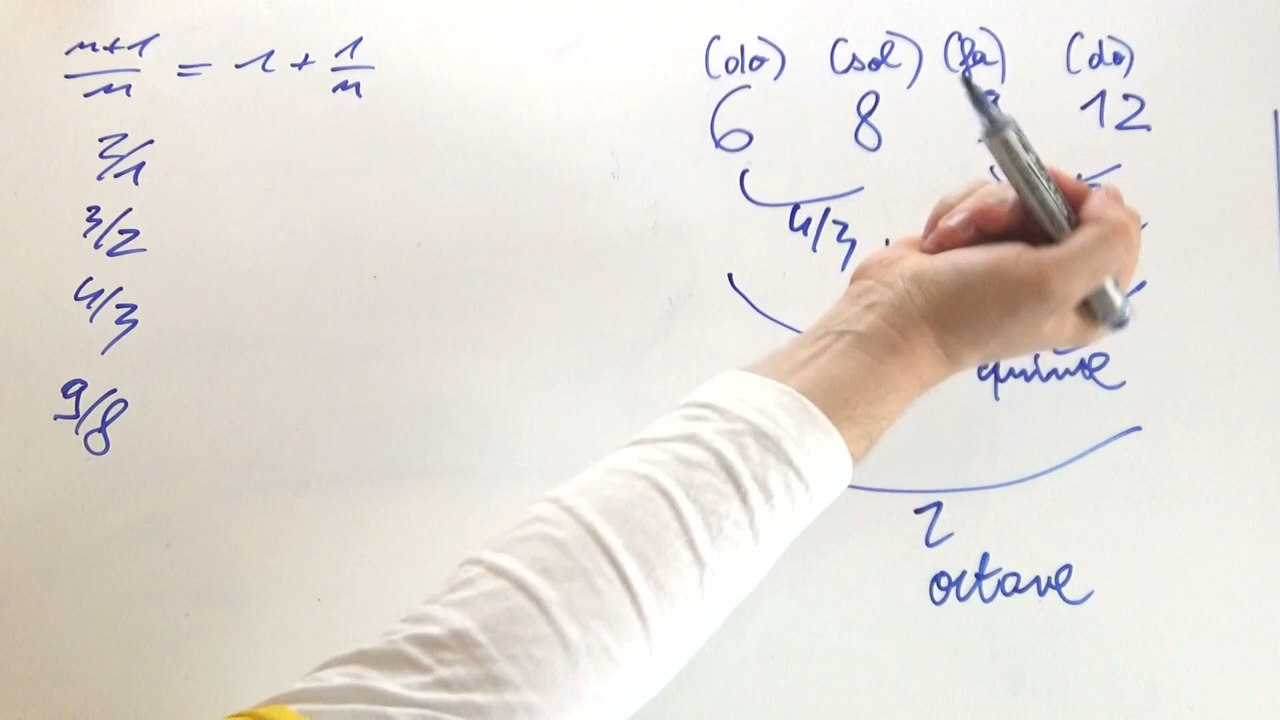 n+1/n = 1 + 1/n
2/1
3/2
4/3
9/8
(do) (sol) (fa) (do)
6 8 12
4/3
quinte
2
octave